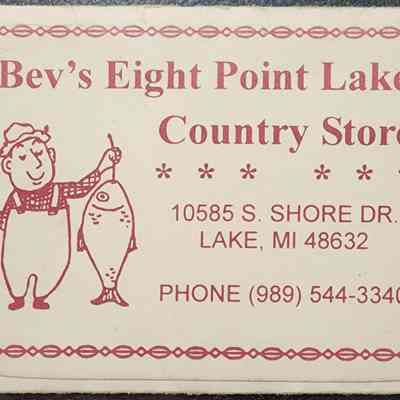 Bev's Eight Point Lake
Country Store
* * * * * *
10585 S. SHORE DR.
LAKE, MI 48632
PHONE (989) 544-3340